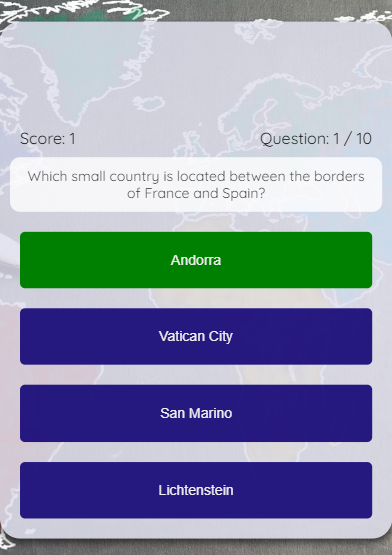 Score: 1
Question: 1 / 10
Which small country is located between the borders
of France and Spain?
Andorra
Vatican City
San Marino
Lichtenstein